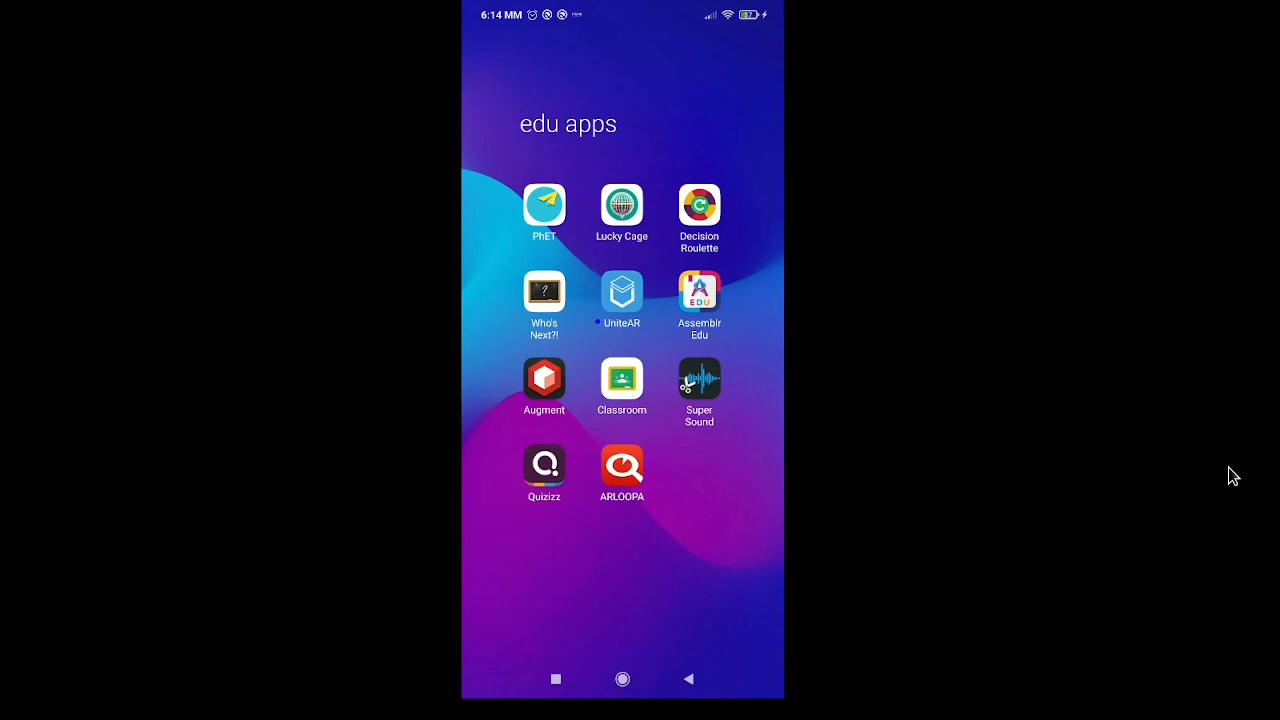 6:14 MM
edu apps
PhET
Lucky Cage
Decision
Roulette
?
EDU
Who's
Next?!
UniteAR
Assemblr
Edu
Augment
Classroom
Super
Sound
Quizizz
ARLOOPA